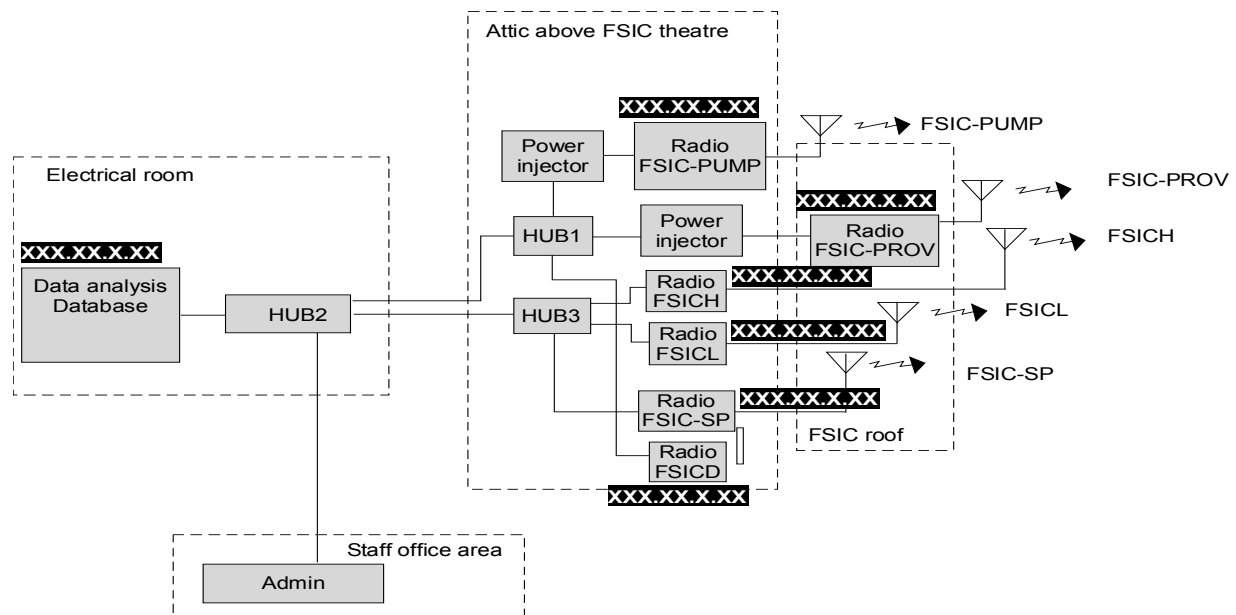 Attic above FSIC theatre
XXX.XX.X.XX
Radio
FSIC-PUMP
Power
injector
FSIC-PUMP
Electrical room
XXX.XX.X.XX
Data analysis
Database
HUB2
HUB1
Power
injector
XXX.XX.X.XX
Radio
FSIC-PROV
FSIC-PROV
FSICH
HUB3
Radio
FSICH
XXX.XX.X.XX
Radio
FSICL
XXX.XX.X.XXX
FSICL
Radio
FSIC-SP
XXX.XX.X.XX
FSIC-SP
Radio
FSICD
XXX.XX.X.XX
FSIC roof
Staff office area
Admin